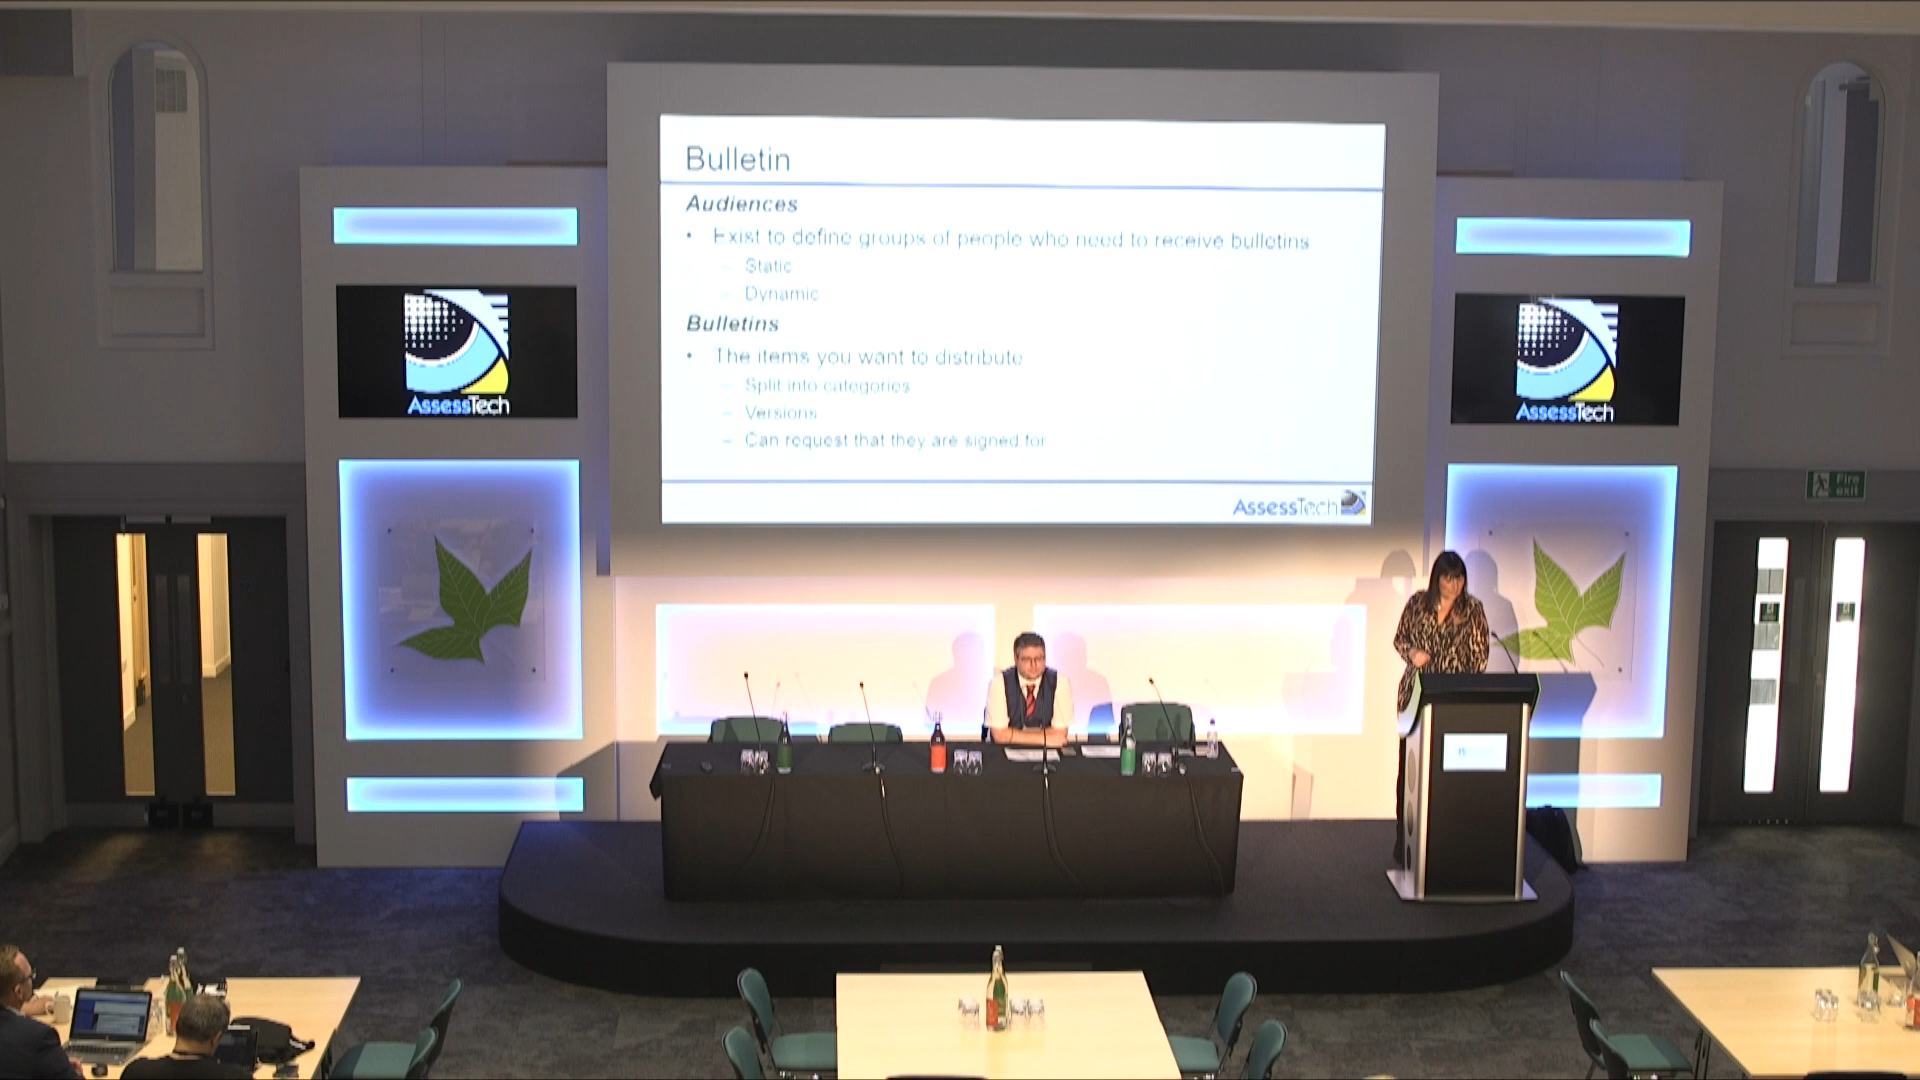 Bulletin
Audiences
• Exist to define groups of people who need to receive bulletins
– Static
– Dynamic
Bulletins
• The items you want to distribute
– Split into categories
– Versions
– Can request that they are signed for
AssessTech
AssessTech
AssessTech
Fire
exit